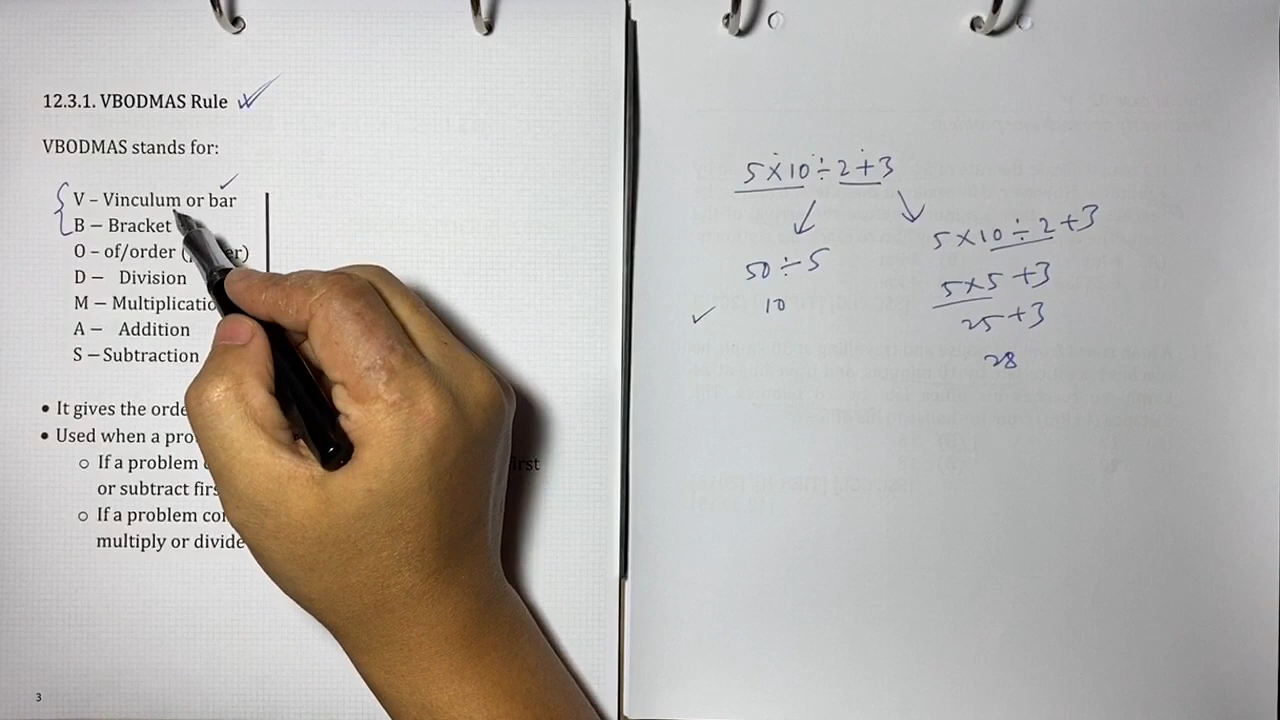 12.3.1. VBODMAS Rule
VBODMAS stands for:
V – Vinculum or bar
B – Bracket
O – of/order (
D – Division
M – Multiplicatio
A – Addition
S – Subtraction
• It gives the orde
• Used when a pro
o If a problem
irst
or subtract firs
o If a problem co
multiply or divide
3
5×10÷2+3
50÷5
10
5×10÷2+3
5×5+3
25+3
28